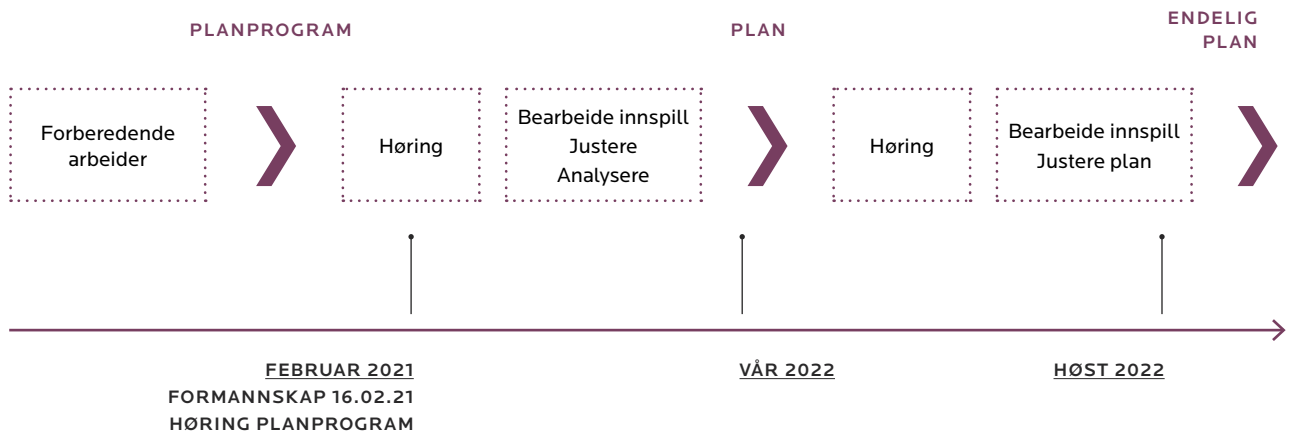 PLANPROGRAM
PLAN
ENDELIG
PLAN
Forberedende
arbeider
Høring
Bearbeide innspill
Justere
Analysere
Høring
Bearbeide innspill
Justere plan
FEBRUAR 2021
FORMANNSKAP 16.02.21
HØRING PLANPROGRAM
VÅR 2022
HØST 2022